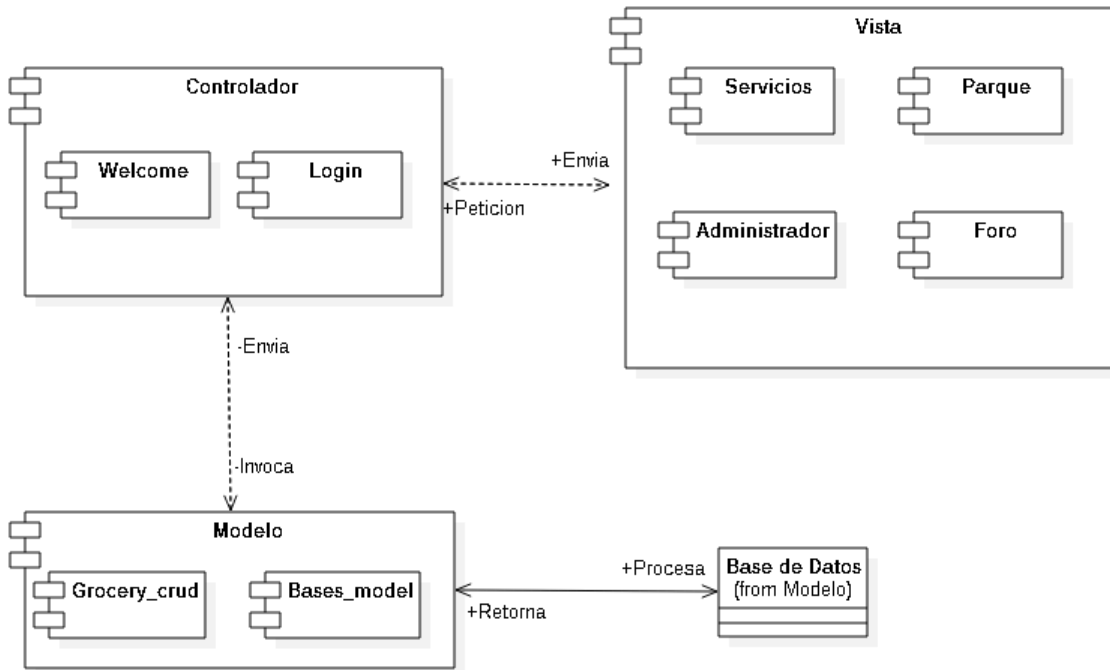 Vista
Controlador
Servicios
Parque
Welcome
Login
+Envia
+Peticion
Administrador
Foro
-Envia
-Invoca
Modelo
Grocery_crud
Bases_model
+Procesa
+Retorna
Base de Datos
(from Modelo)